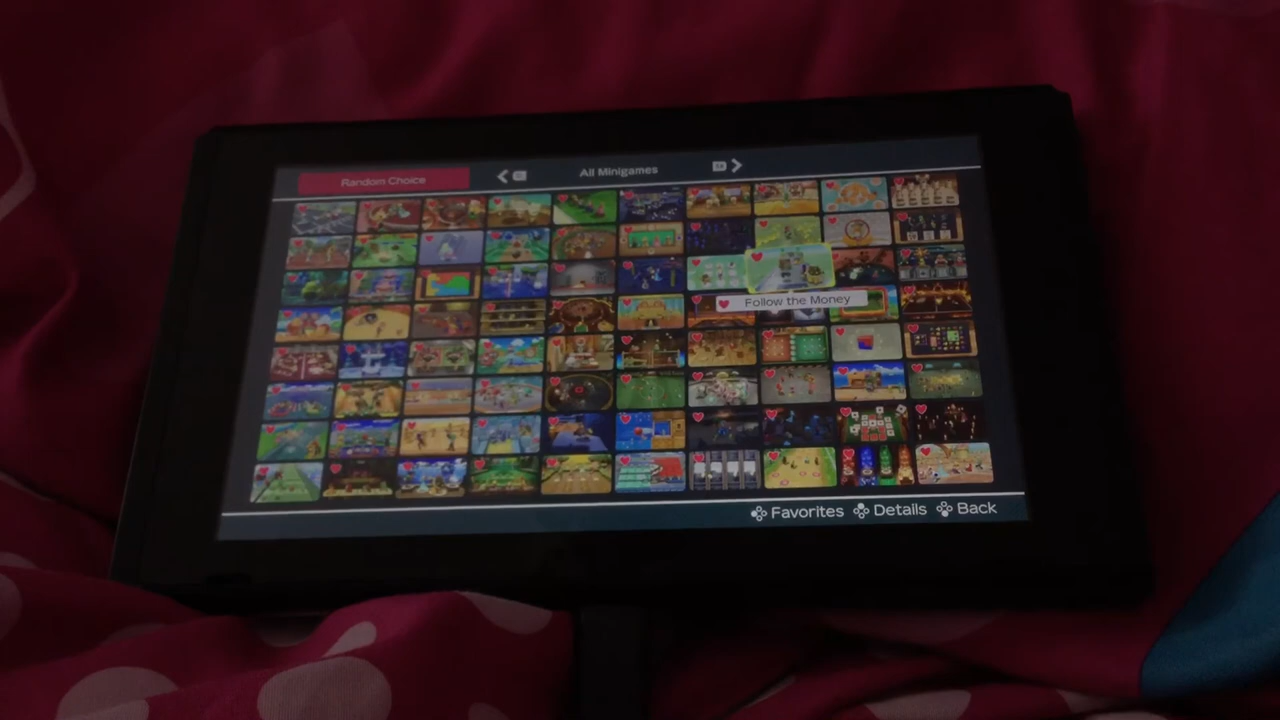 Random Choice
All Minigames
Follow the Money
Favorites
Details
Back